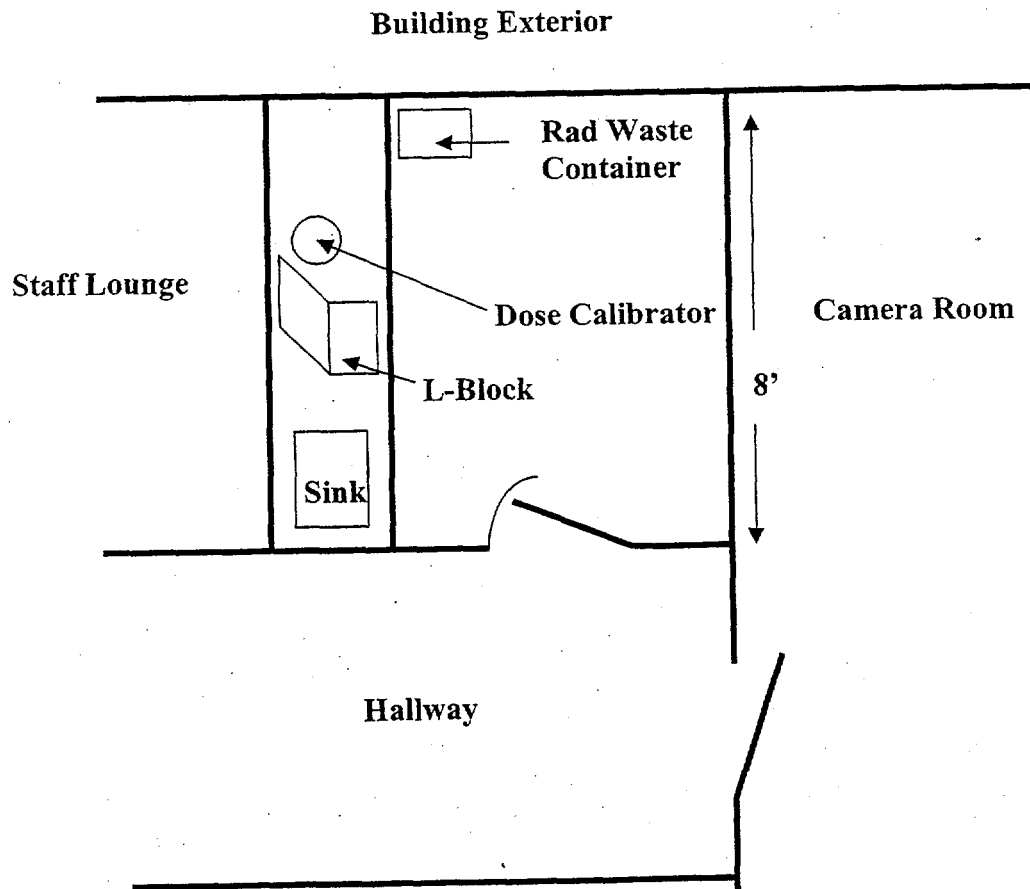 Building Exterior
Rad Waste
Container
Staff Lounge
Dose Calibrator
Camera Room
L-Block
8’
Sink
Hallway